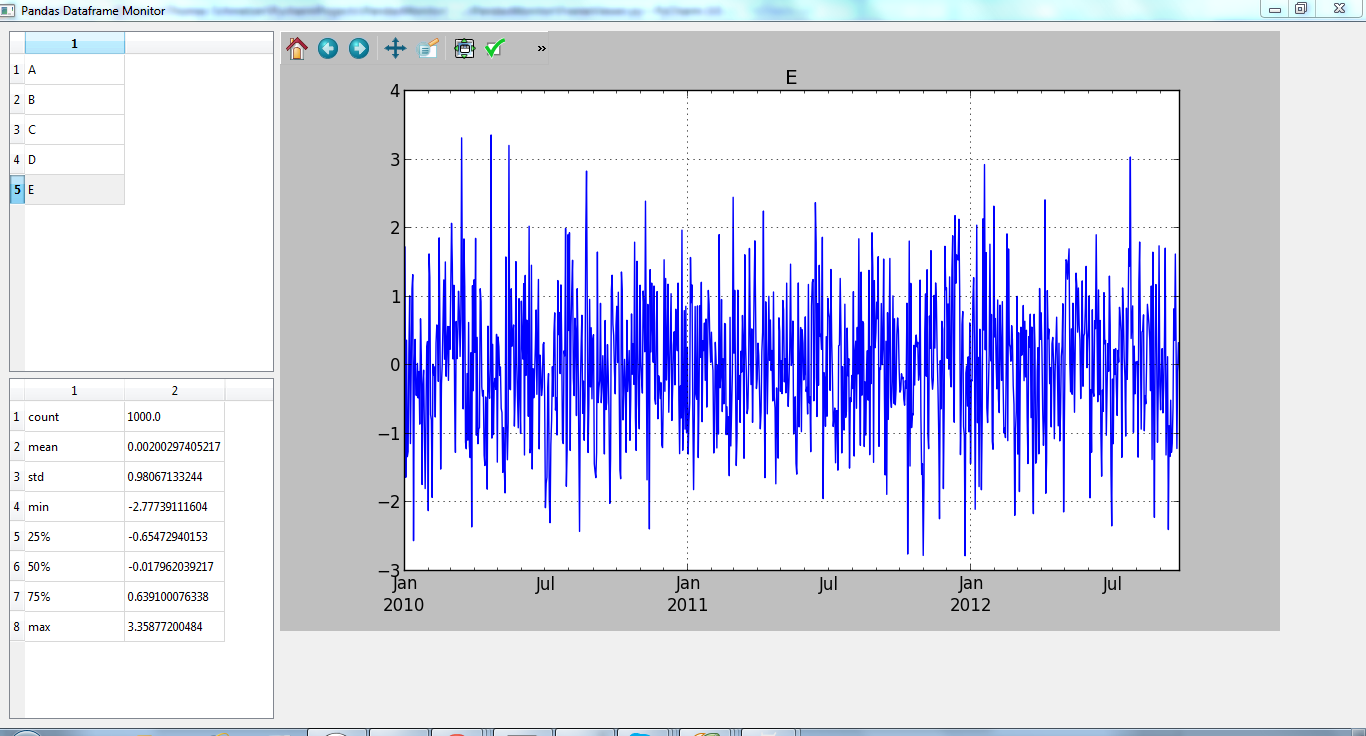 Pandas Dataframe Monitor
1
1 A
2 B
3 C
4 D
5 E
1 2
1 count 1000.0
2 mean 0.00200297405217
3 std 0.98067133244
4 min -2.77739111604
5 25% -0.65472940153
6 50% -0.017962039217
7 75% 0.639100076338
8 max 3.35877200484
»
E
4
3
2
1
0
−1
−2
−3
Jan Jul Jan Jul Jan Jul
2010 2011 2012